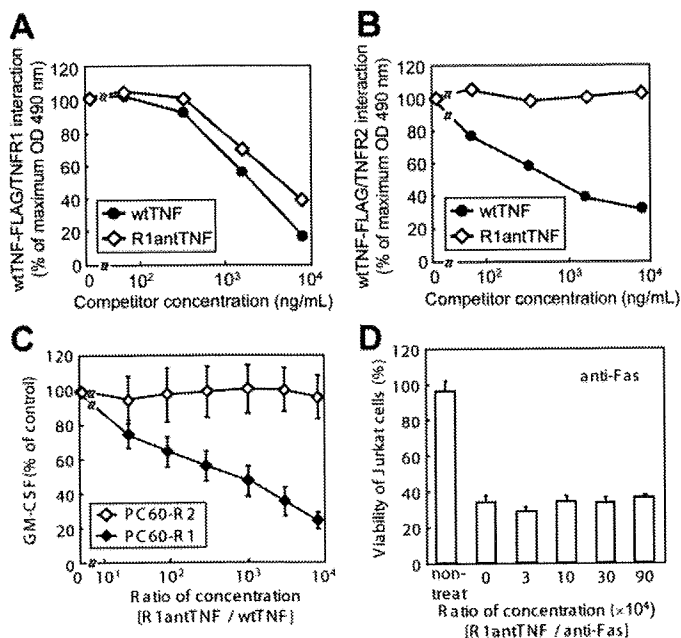 A
wtTNF-FLAG/TNFR1 interaction
(% of maximum OD 490 nm)
120
100
80
60
40
20
0
wtTNF
R1antTNF
0 10² 10³ 10⁴
Competitor concentration (ng/mL)
B
wtTNF-FLAG/TNFR2 interaction
(% of maximum OD 490 nm)
120
100
80
60
40
20
0
wtTNF
R1antTNF
0 10² 10³ 10⁴
Competitor concentration (ng/mL)
C
GM-CSF (% of control)
120
100
80
60
40
20
0
PC60-R2
PC60-R1
0 10¹ 10² 10³ 10⁴
Ratio of concentration
[R1antTNF / wtTNF]
D
Viability of Jurkat cells (%)
120
100
80
60
40
20
0
anti-Fas
non-
treat
0 3 10 30 90
Ratio of concentration (×10⁴)
[R1antTNF / anti-Fas]